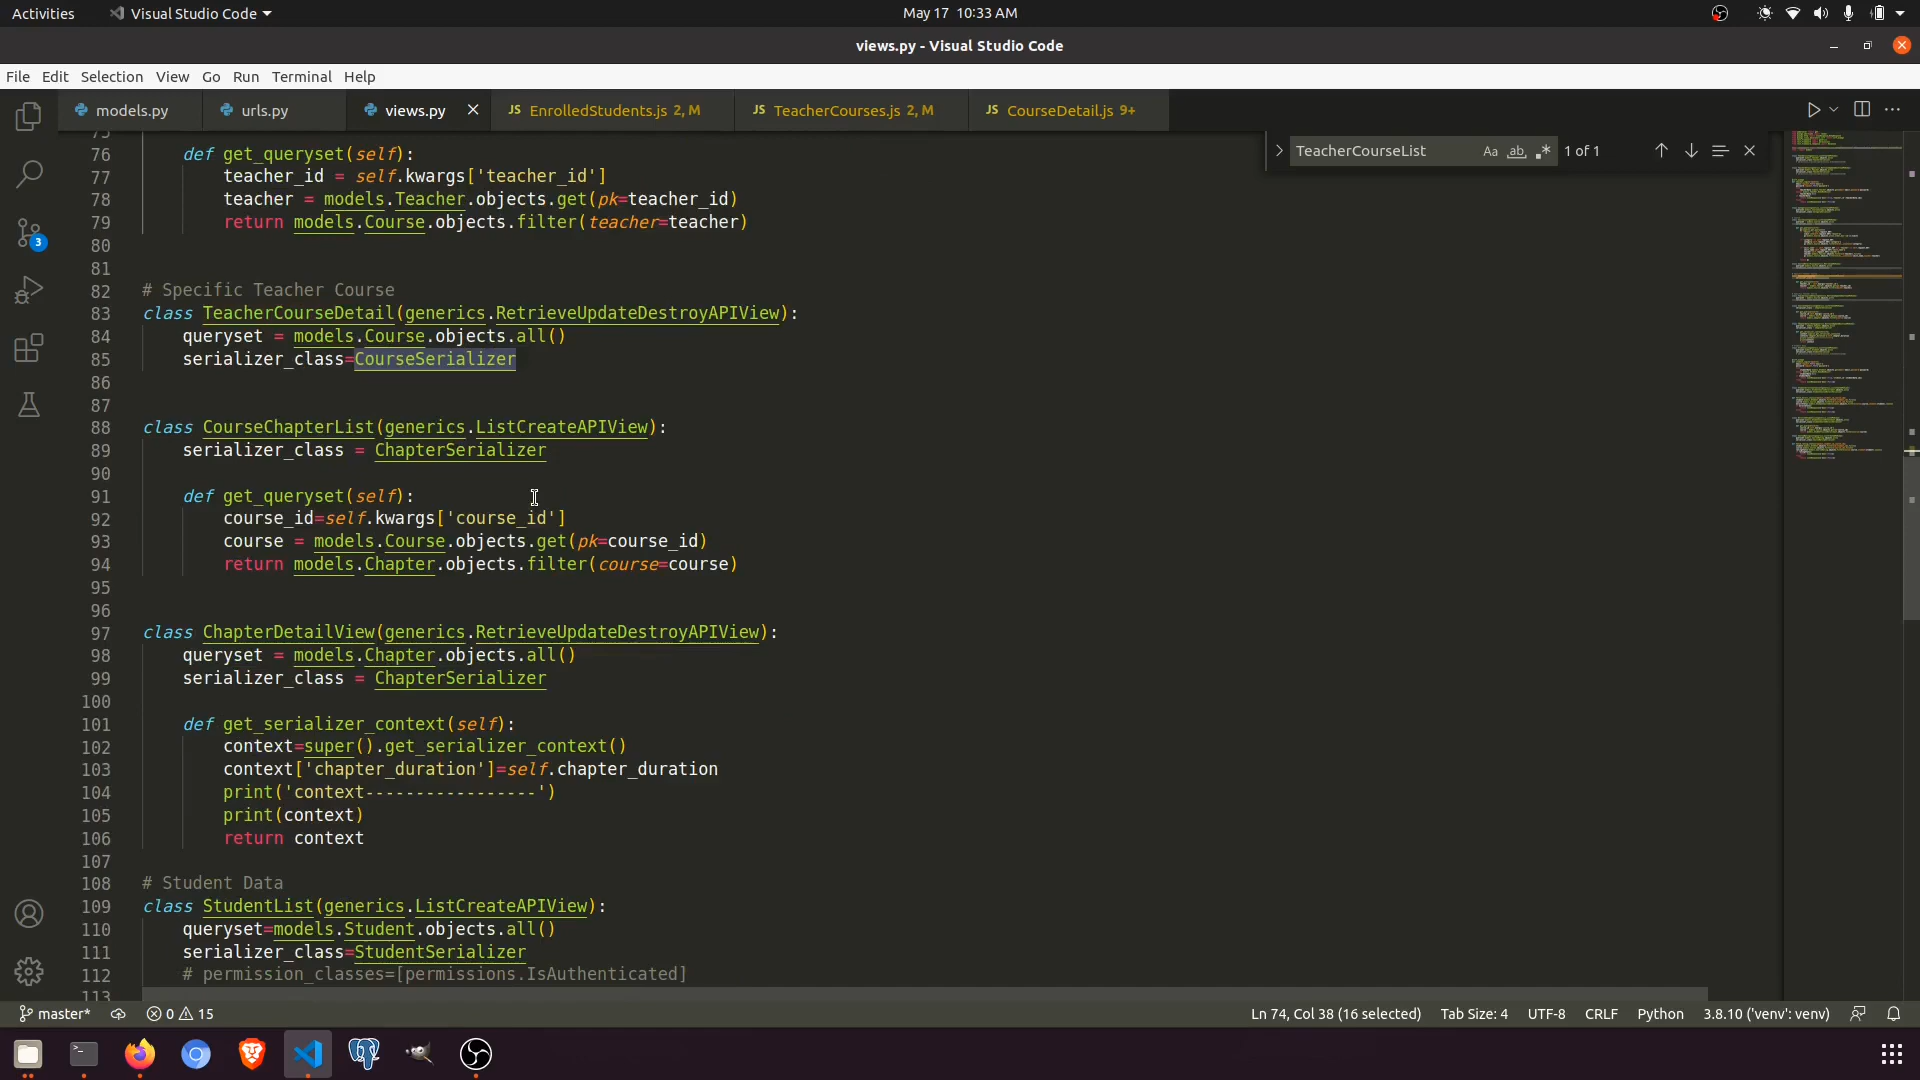 Activities
Visual Studio Code
May 17 10:33 AM
views.py - Visual Studio Code
File Edit Selection View Go Run Terminal Help
models.py
urls.py
views.py
JS EnrolledStudents.js 2, M
JS TeacherCourses.js 2, M
JS CourseDetail.js 9+
TeacherCourseList Aa ab 1 of 1
75
76 def get_queryset(self):
77 teacher_id = self.kwargs['teacher_id']
78 teacher = models.Teacher.objects.get(pk=teacher_id)
79 return models.Course.objects.filter(teacher=teacher)
80
81
82 # Specific Teacher Course
83 class TeacherCourseDetail(generics.RetrieveUpdateDestroyAPIView):
84 queryset = models.Course.objects.all()
85 serializer_class=CourseSerializer
86
87
88 class CourseChapterList(generics.ListCreateAPIView):
89 serializer_class = ChapterSerializer
90
91 def get_queryset(self):
92 course_id=self.kwargs['course_id']
93 course = models.Course.objects.get(pk=course_id)
94 return models.Chapter.objects.filter(course=course)
95
96
97 class ChapterDetailView(generics.RetrieveUpdateDestroyAPIView):
98 queryset = models.Chapter.objects.all()
99 serializer_class = ChapterSerializer
100
101 def get_serializer_context(self):
102 context=super().get_serializer_context()
103 context['chapter_duration']=self.chapter_duration
104 print('context-----------------')
105 print(context)
106 return context
107
108 # Student Data
109 class StudentList(generics.ListCreateAPIView):
110 queryset=models.Student.objects.all()
111 serializer_class=StudentSerializer
112 # permission_classes=[permissions.IsAuthenticated]
113
3
master* 0 15
Ln 74, Col 38 (16 selected) Tab Size: 4 UTF-8 CRLF Python 3.8.10 ('venv': venv)